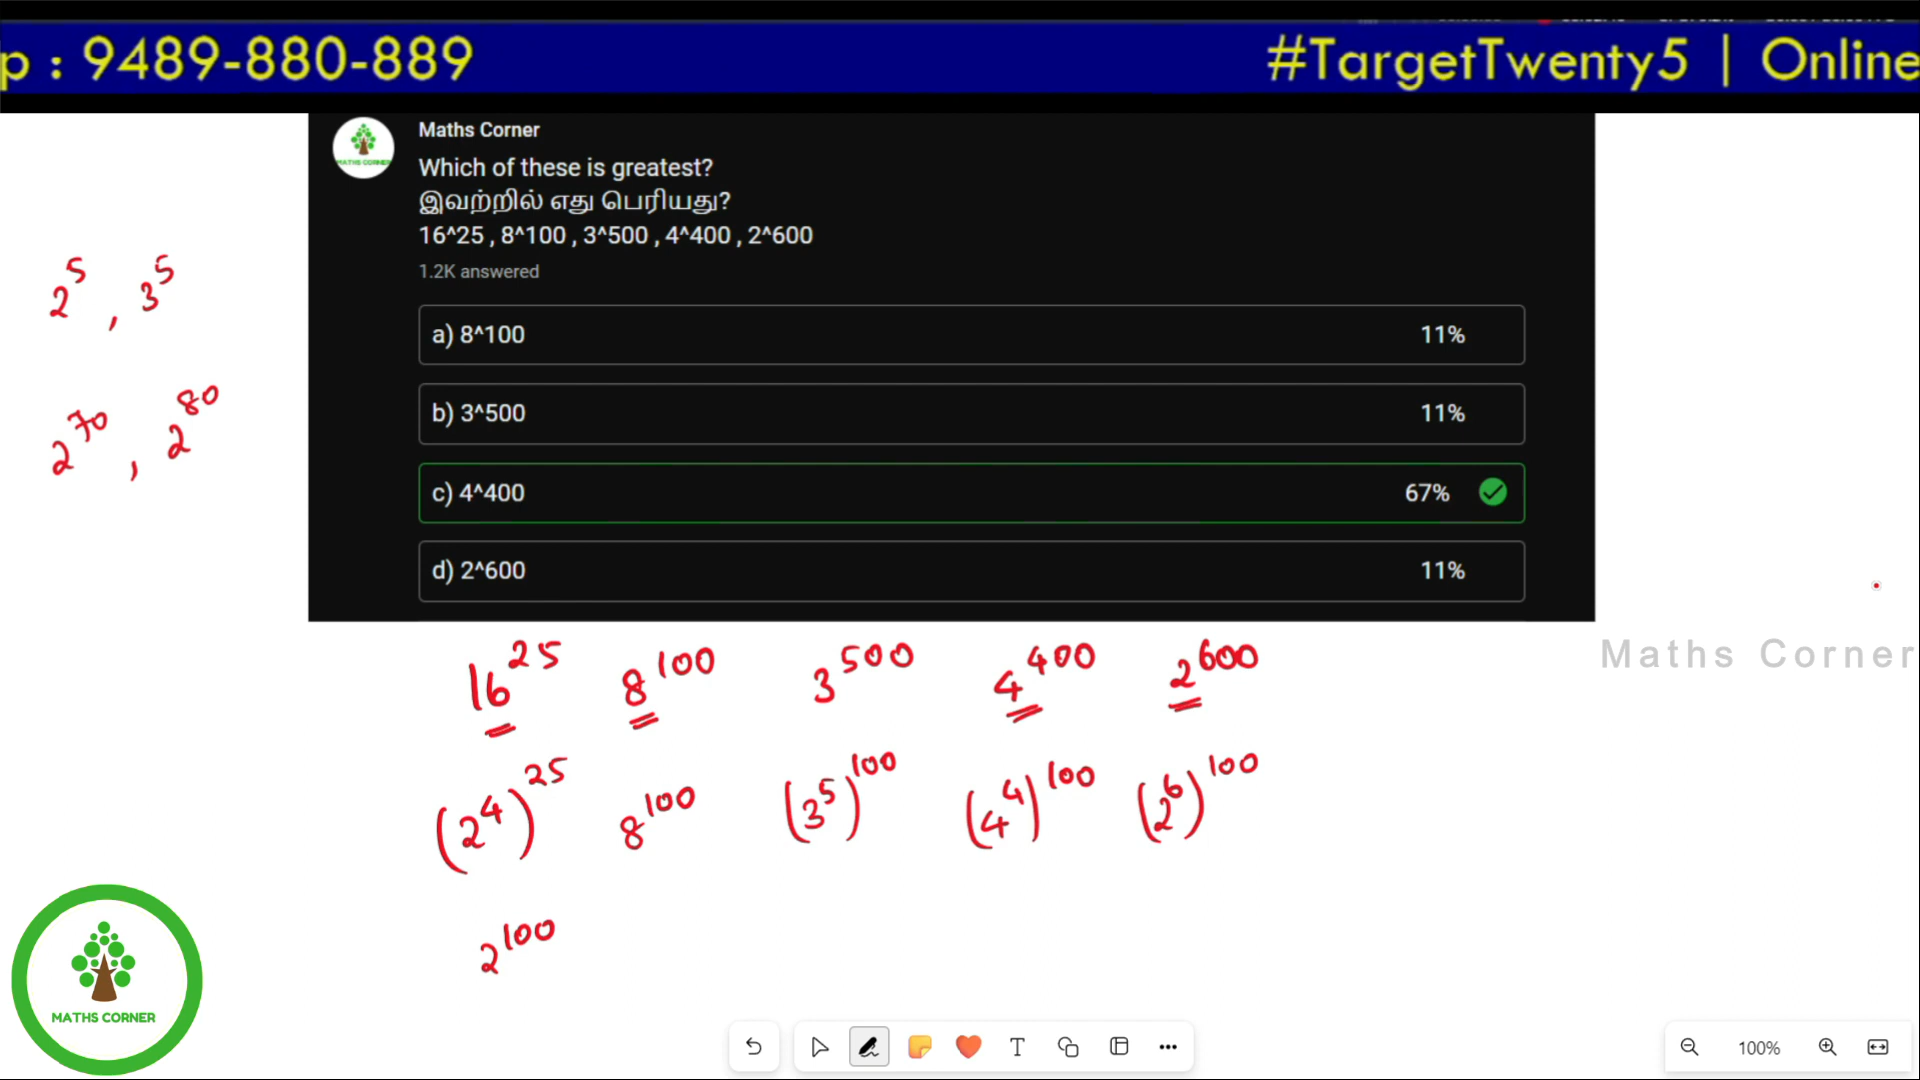 p : 9489-880-889 #TargetTwenty5 | Online
Maths Corner
Which of these is greatest?
இவற்றில் எது பெரியது?
16^25 , 8^100 , 3^500 , 4^400 , 2^600
1.2K answered
a) 8^100 11%
b) 3^500 11%
c) 4^400 67%
d) 2^600 11%
2^5 , 3^5
2^70 , 2^80
16^25 8^100 3^500 4^400 2^600
(2^4)^25 8^100 (3^5)^100 (4^4)^100 (2^6)^100
2^100
Maths Corner
MATHS CORNER
MATHS CORNER
T
100%